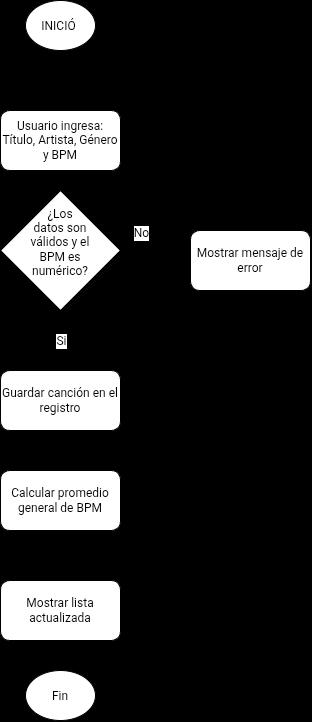 INICIÓ
Usuario ingresa:
Título, Artista, Género
y BPM
¿Los
datos son
válidos y el
BPM es
numérico?
No
Mostrar mensaje de
error
Si
Guardar canción en el
registro
Calcular promedio
general de BPM
Mostrar lista
actualizada
Fin